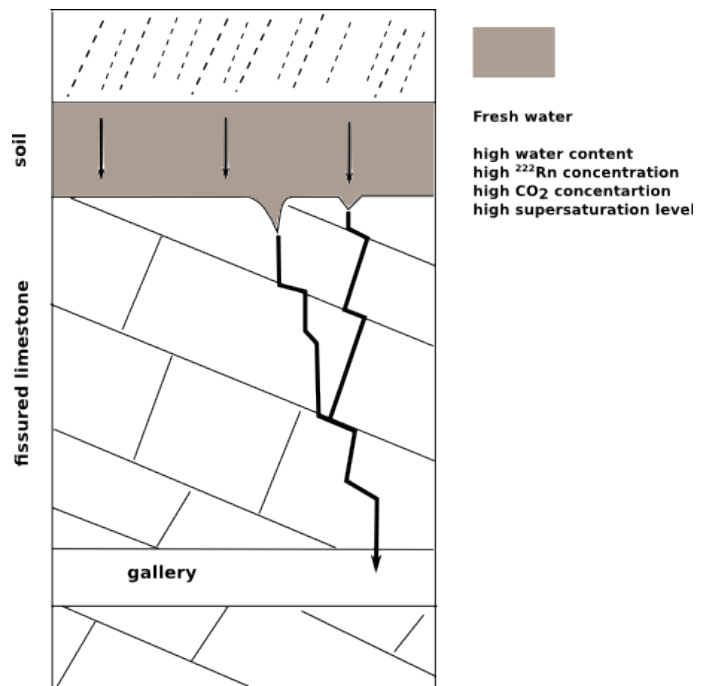 soil
fissured limestone
gallery
Fresh water
high water content
high ²²²Rn concentration
high CO₂ concentartion
high supersaturation level